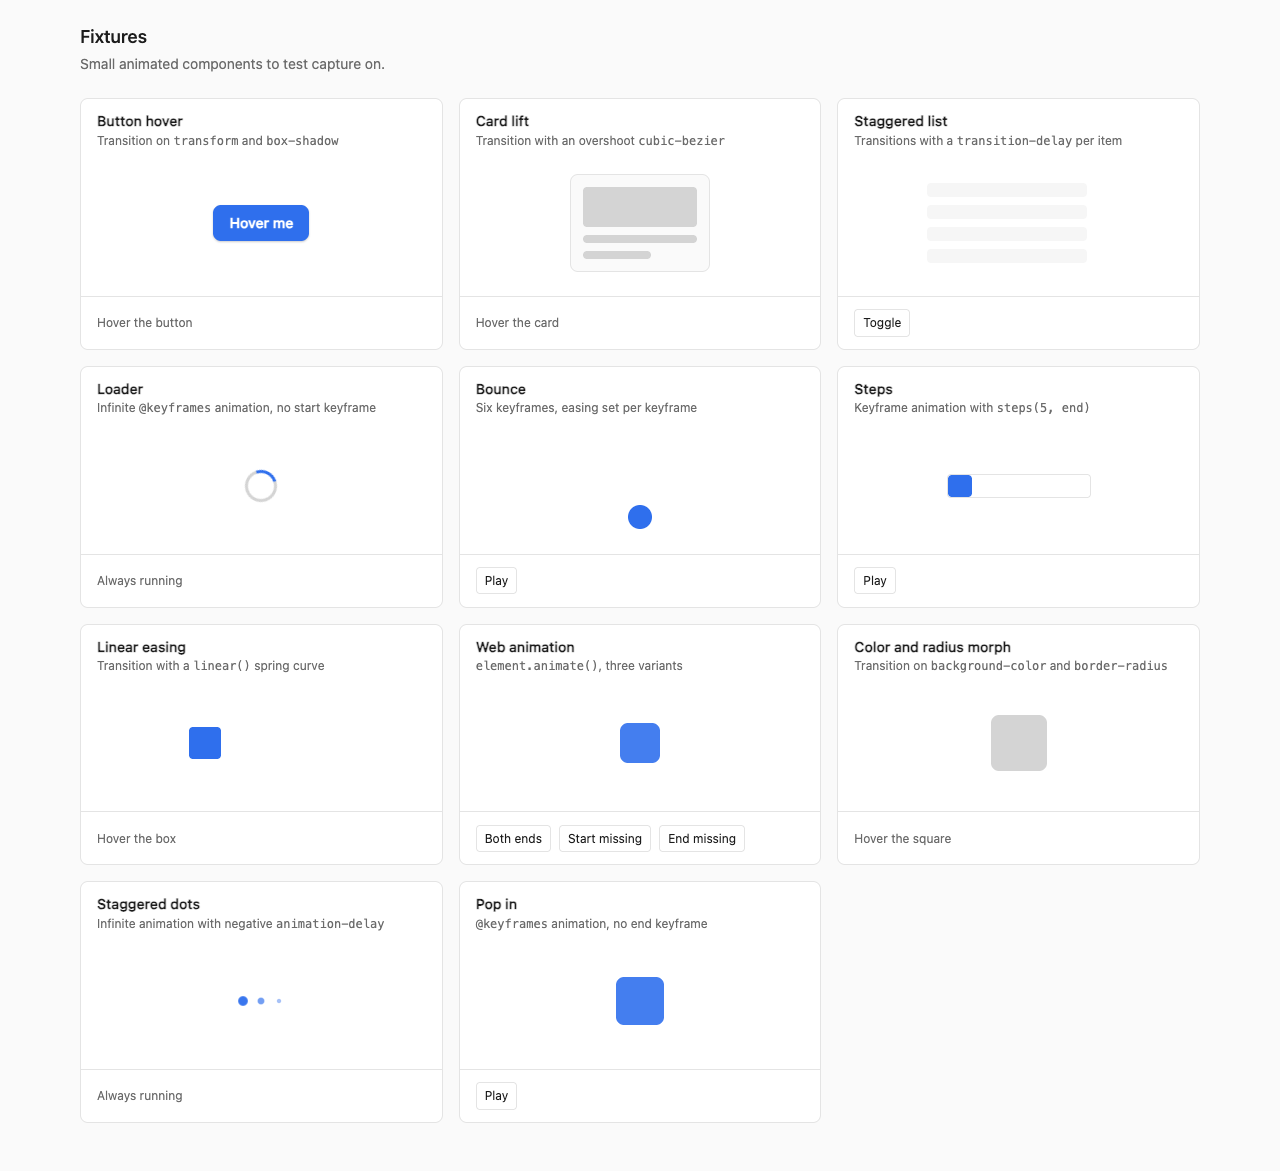 Fixtures
Small animated components to test capture on.
Button hover
Transition on transform and box-shadow
Hover me
Hover the button
Card lift
Transition with an overshoot cubic-bezier
Hover the card
Staggered list
Transitions with a transition-delay per item
Toggle
Loader
Infinite @keyframes animation, no start keyframe
Always running
Bounce
Six keyframes, easing set per keyframe
Play
Steps
Keyframe animation with steps(5, end)
Play
Linear easing
Transition with a linear() spring curve
Hover the box
Web animation
element.animate(), three variants
Both ends
Start missing
End missing
Color and radius morph
Transition on background-color and border-radius
Hover the square
Staggered dots
Infinite animation with negative animation-delay
Always running
Pop in
@keyframes animation, no end keyframe
Play